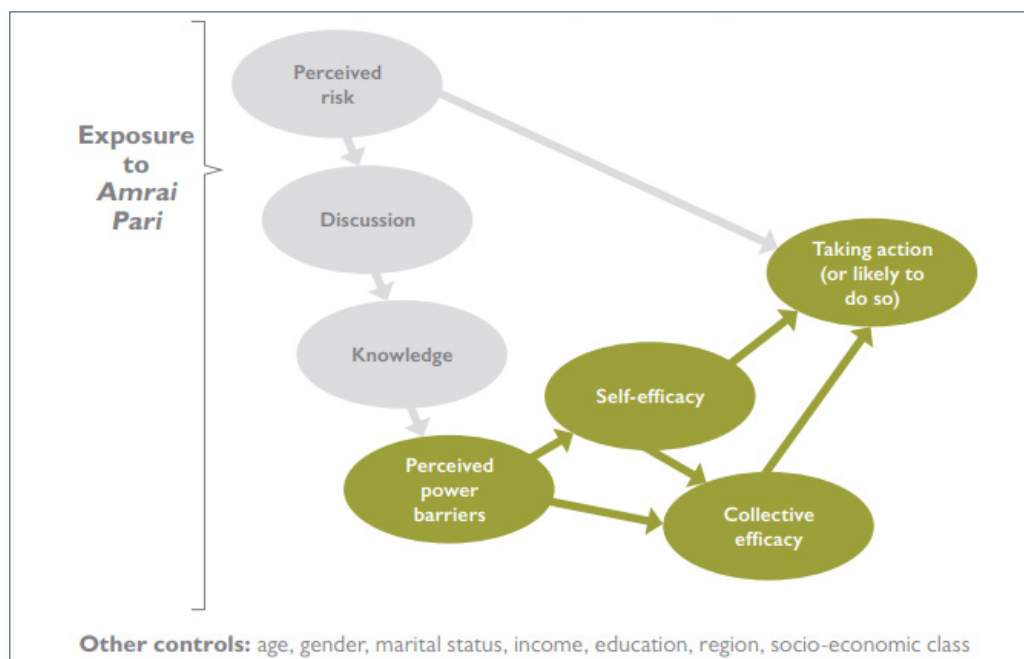 Perceived
risk
Exposure
to
Amrai
Pari
Discussion
Taking action
(or likely to
do so)
Knowledge
Self-efficacy
Perceived
power
barriers
Collective
efficacy
Other controls: age, gender, marital status, income, education, region, socio-economic class